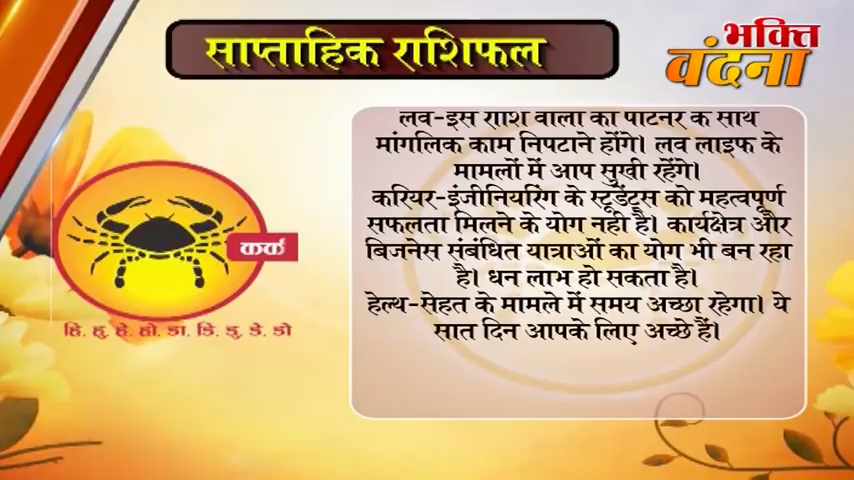 साप्ताहिक राशिफल
भक्ति
वंदना
लव-इस राशि वालों को पार्टनर के साथ
मांगलिक काम निपटाने होंगे। लव लाइफ के
मामलों में आप सुखी रहेंगे।
करियर-इंजीनियरिंग के स्टूडेंट्स को महत्वपूर्ण
सफलता मिलने के योग नही है। कार्यक्षेत्र और
बिजनेस संबंधित यात्राओं का योग भी बन रहा
है। धन लाभ हो सकता है।
हेल्थ-सेहत के मामले में समय अच्छा रहेगा। ये
सात दिन आपके लिए अच्छे हैं।
कर्क
हि. हु. हे. हो. डा. डि. डु. डे. डो